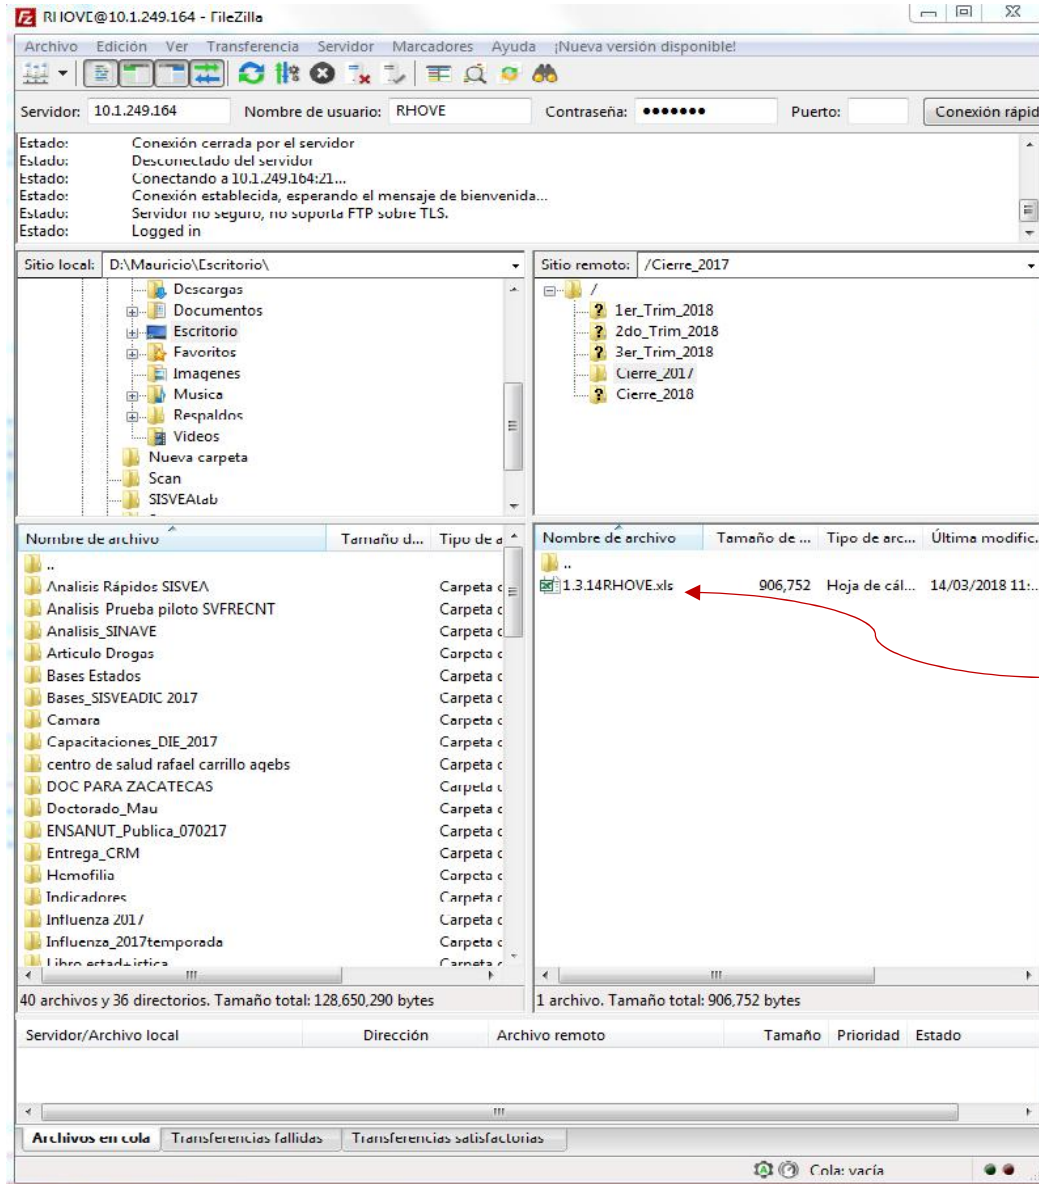 RHOVE@10.1.249.164 - FileZilla
Archivo Edición Ver Transferencia Servidor Marcadores Ayuda ¡Nueva versión disponible!
Servidor: 10.1.249.164 Nombre de usuario: RHOVE Contraseña: ●●●●●●● Puerto: Conexión rápid
Estado: Conexión cerrada por el servidor
Estado: Desconectado del servidor
Estado: Conectando a 10.1.249.164:21...
Estado: Conexión establecida, esperando el mensaje de bienvenida...
Estado: Servidor no seguro, no soporta FTP sobre TLS.
Estado: Logged in
Sitio local: D:\Mauricio\Escritorio\
Descargas
Documentos
Escritorio
Favoritos
Imagenes
Musica
Respaldos
Videos
Nueva carpeta
Scan
SISVEALab
Sitio remoto: /Cierre_2017
/
1er_Trim_2018
2do_Trim_2018
3er_Trim_2018
Cierre_2017
Cierre_2018
Nombre de archivo Tamaño d... Tipo de a
..
Analisis Rápidos SISVEA Carpeta c
Analisis Prueba piloto SVFRECNT Carpeta c
Analisis_SINAVE Carpeta c
Articulo Drogas Carpeta c
Bases Estados Carpeta c
Bases_SISVEADIC 2017 Carpeta c
Camara Carpeta c
Capacitaciones_DIE_2017 Carpeta c
centro de salud rafael carrillo aqebs Carpeta c
DOC PARA ZACATECAS Carpeta c
Doctorado_Mau Carpeta c
ENSANUT_Publica_070217 Carpeta c
Entrega_CRM Carpeta c
Hemofilia Carpeta c
Indicadores Carpeta c
Influenza 2017 Carpeta c
Influenza_2017temporada Carpeta c
Libro estad+istica Carpeta c
40 archivos y 36 directorios. Tamaño total: 128,650,290 bytes
Nombre de archivo Tamaño de ... Tipo de arc... Última modific.
..
1.3.14RHOVE.xls 906,752 Hoja de cál... 14/03/2018 11:..
1 archivo. Tamaño total: 906,752 bytes
Servidor/Archivo local Dirección Archivo remoto Tamaño Prioridad Estado
Archivos en cola Transferencias fallidas Transferencias satisfactorias
Cola: vacía